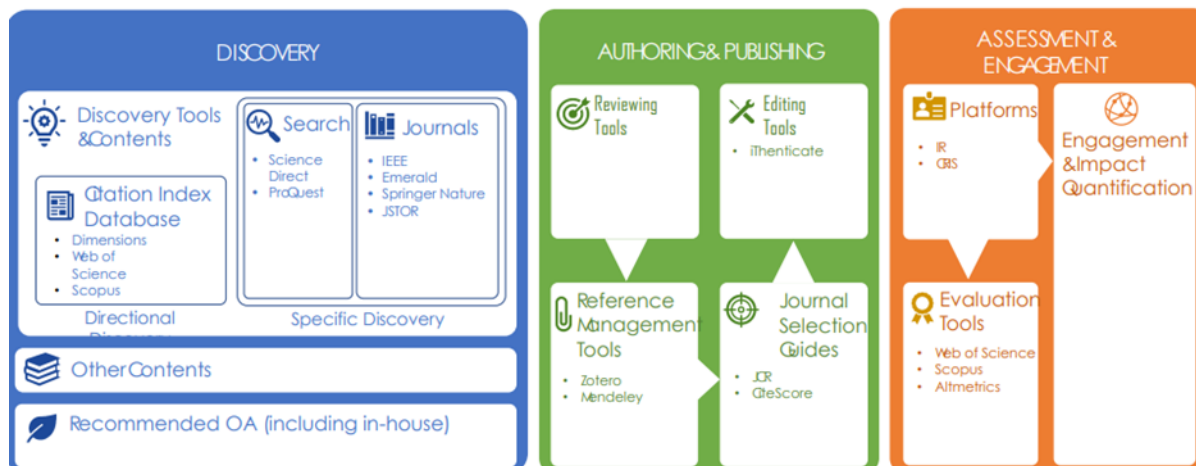 DISCOVERY
Discovery Tools
&Contents
Citation Index
Database
• Dimensions
• Web of
Science
• Scopus
Directional
Discovery
Search
• Science
Direct
• ProQuest
Journals
• IEEE
• Emerald
• Springer Nature
• JSTOR
Specific Discovery
Other Contents
Recommended OA (including in-house)
AUTHORING & PUBLISHING
Reviewing
Tools
Editing
Tools
• iThenticate
Reference
Management
Tools
• Zotero
• Mendeley
Journal
Selection
Guides
• JCR
• CiteScore
ASSESSMENT &
ENGAGEMENT
Platforms
• IR
• CRIS
Evaluation
Tools
• Web of Science
• Scopus
• Altmetrics
Engagement
&Impact
Quantification